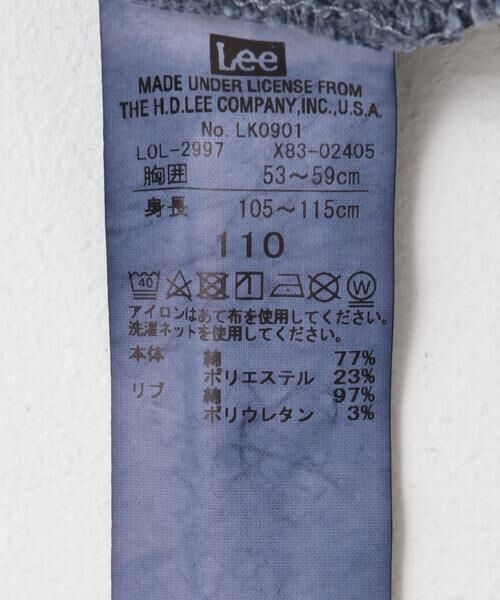 Lee
MADE UNDER LICENSE FROM
THE H.D.LEE COMPANY,INC.,U.S.A.
No. LK0901
LOL-2997 X83-02405
胸囲 53～59cm
身長 105～115cm
110
40 1 W
アイロンはあて布を使用してください。
洗濯ネットを使用してください。
本体 綿 77%
ポリエステル 23%
リブ 綿 97%
ポリウレタン 3%